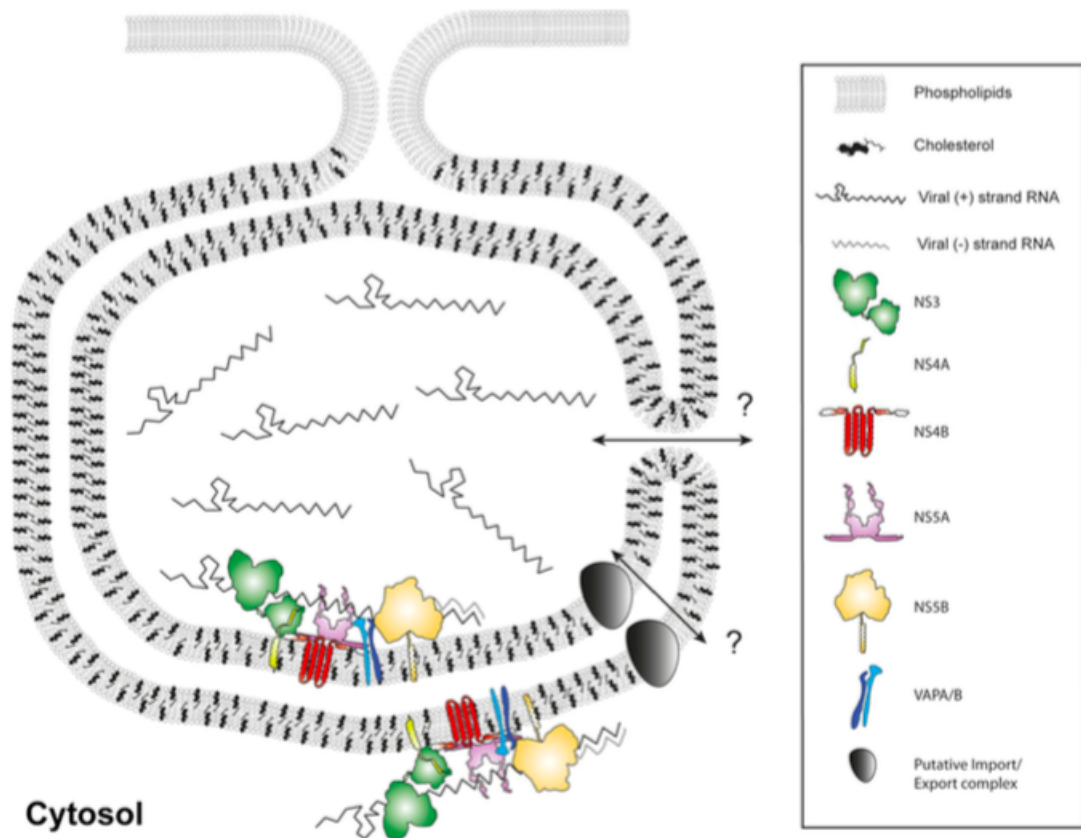 Phospholipids
Cholesterol
Viral (+) strand RNA
Viral (-) strand RNA
NS3
NS4A
?
NS4B
NS5A
NS5B
?
VAPA/B
Putative Import/
Export complex
Cytosol